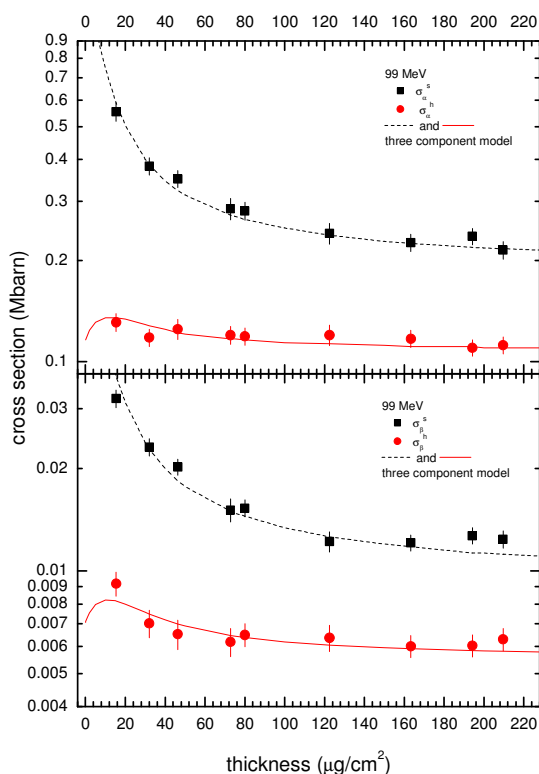 0 20 40 60 80 100 120 140 160 180 200 220
0.9
0.8
0.7
0.6
0.5
0.4
0.3
0.2
0.1
99 MeV
σ_α^s
σ_α^h
and
three component model
cross section (Mbarn)
0.03
0.02
0.01
0.009
0.008
0.007
0.006
0.005
0.004
99 MeV
σ_β^s
σ_β^h
and
three component model
0 20 40 60 80 100 120 140 160 180 200 220
thickness (μg/cm²)